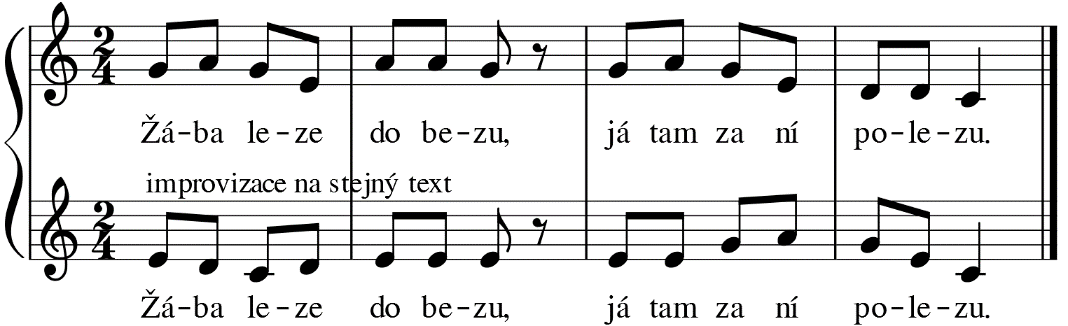 Žá-ba le-ze do be-zu, já tam za ní po-le-zu.
improvizace na stejný text
Žá-ba le-ze do be-zu, já tam za ní po-le-zu.